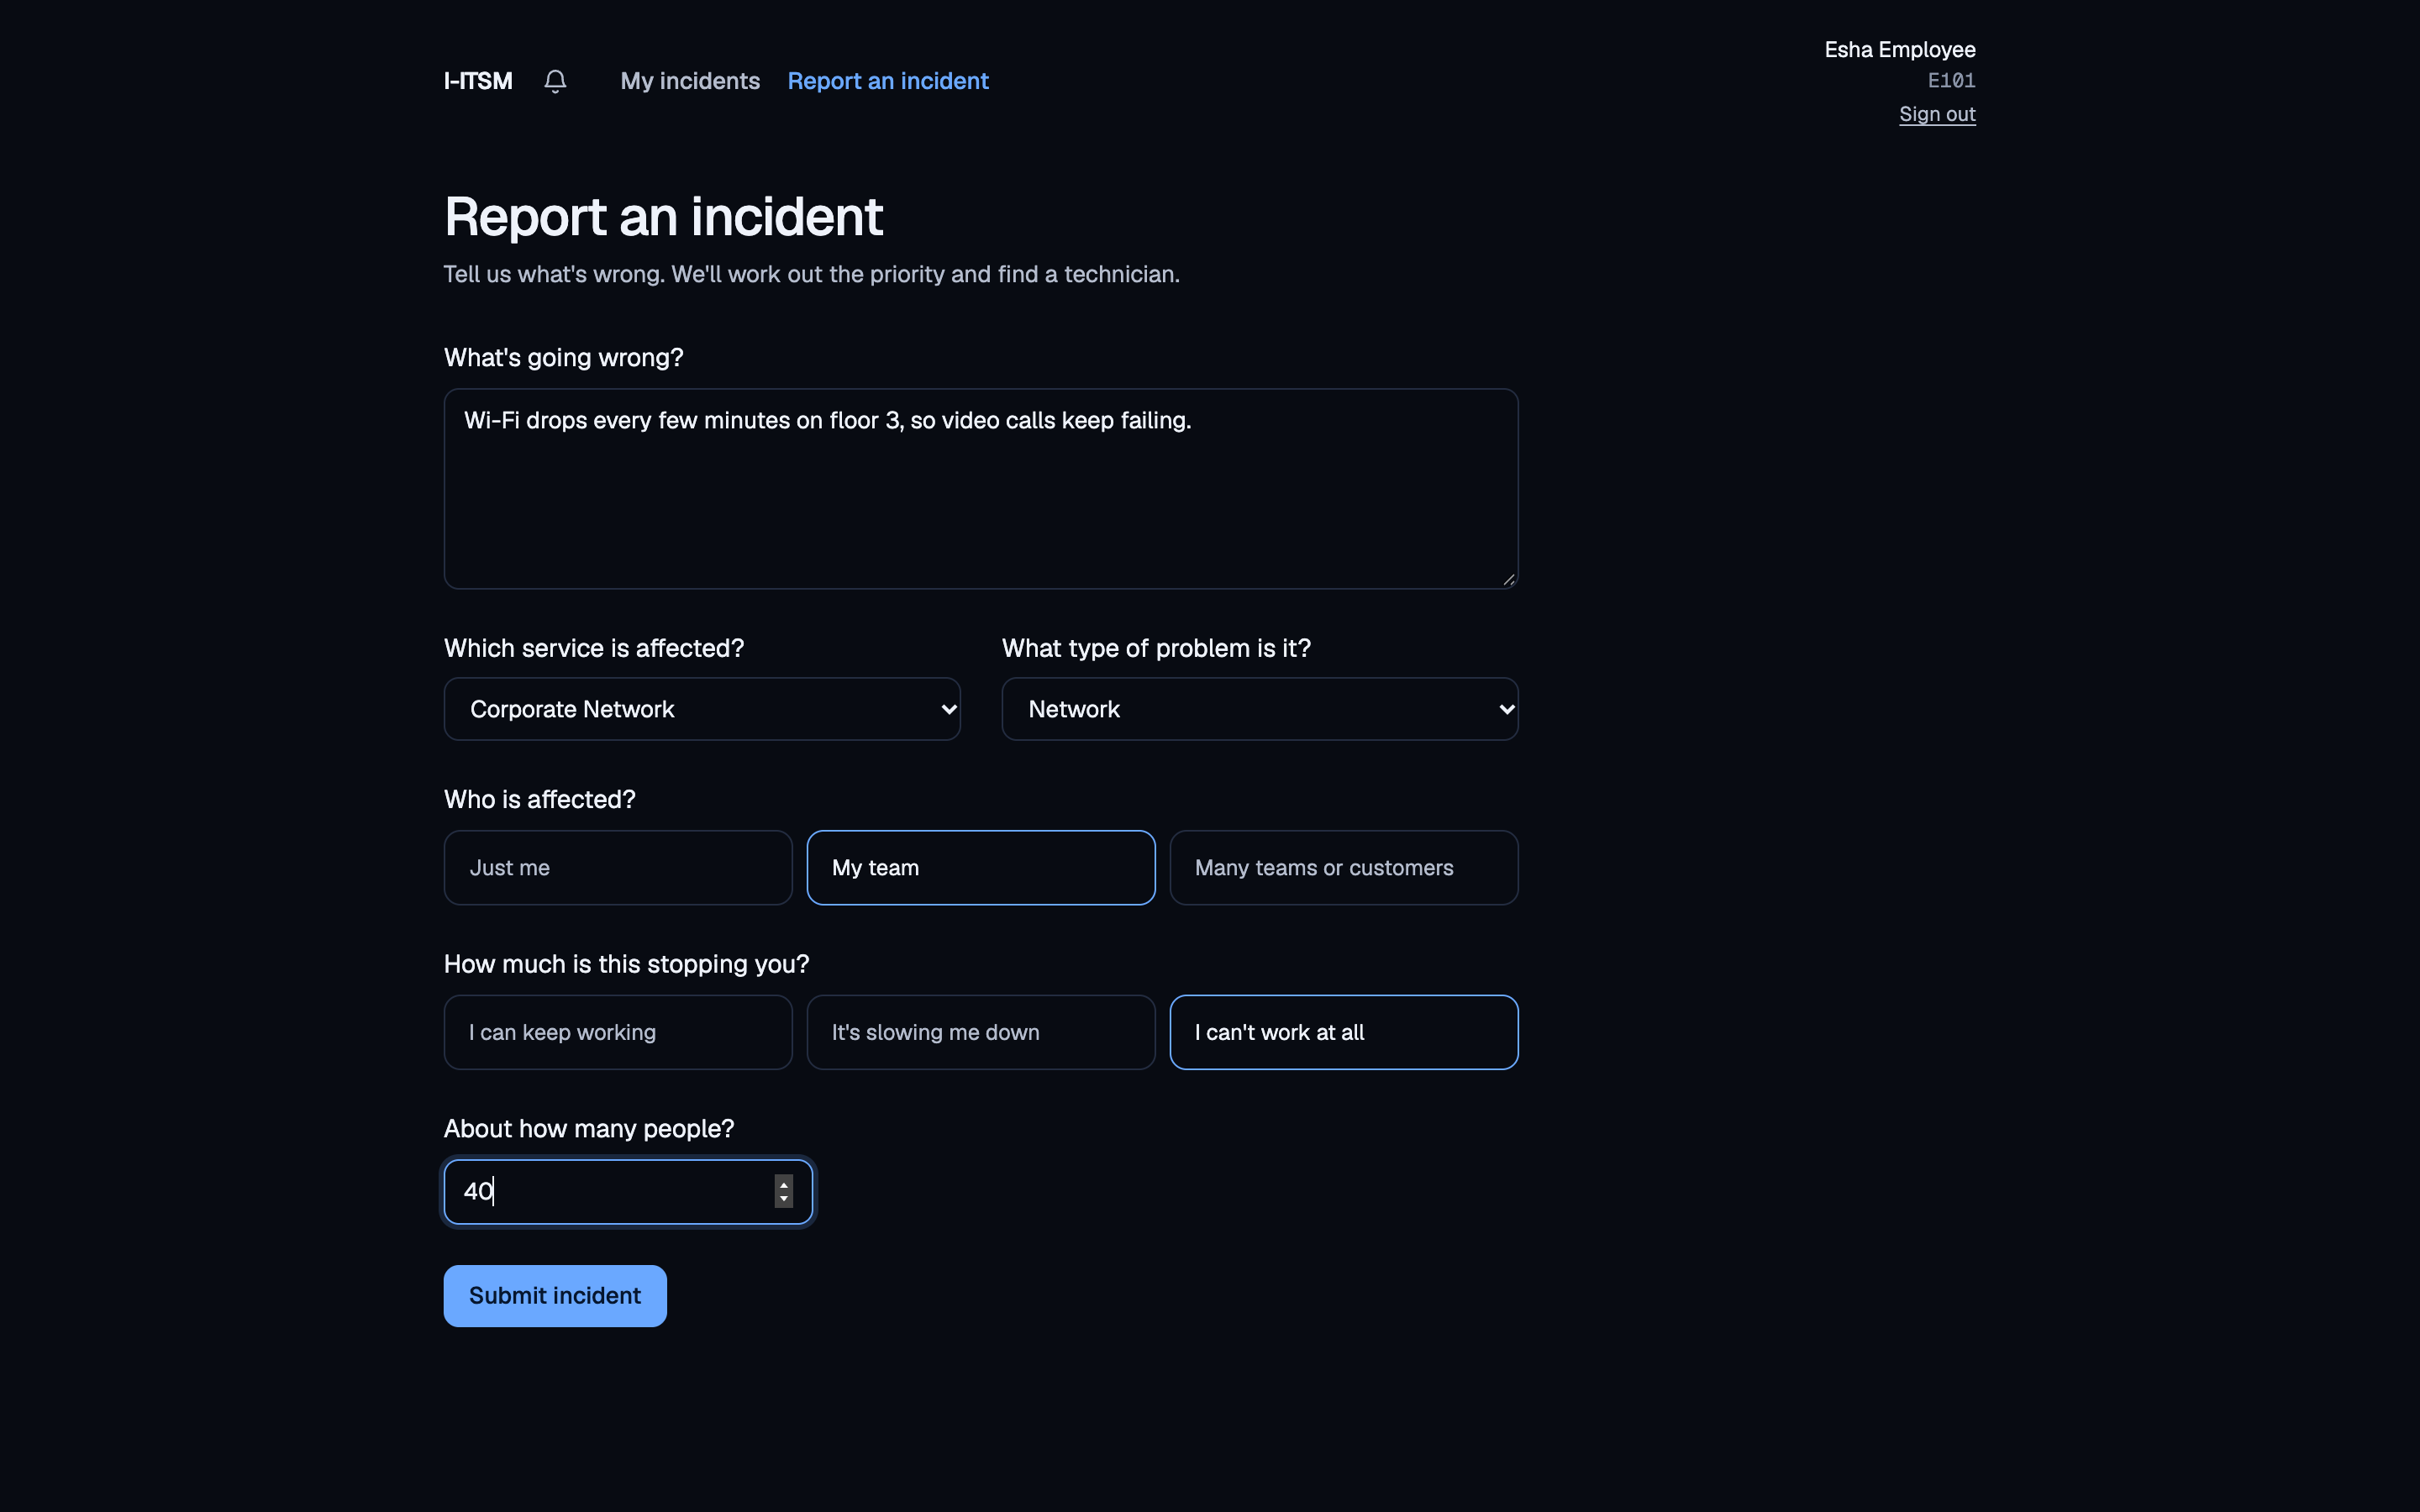 I-ITSM My incidents Report an incident
Esha Employee
E101
Sign out
Report an incident
Tell us what's wrong. We'll work out the priority and find a technician.
What's going wrong?
Wi-Fi drops every few minutes on floor 3, so video calls keep failing.
Which service is affected? What type of problem is it?
Corporate Network Network
Who is affected?
Just me My team Many teams or customers
How much is this stopping you?
I can keep working It's slowing me down I can't work at all
About how many people?
40
Submit incident